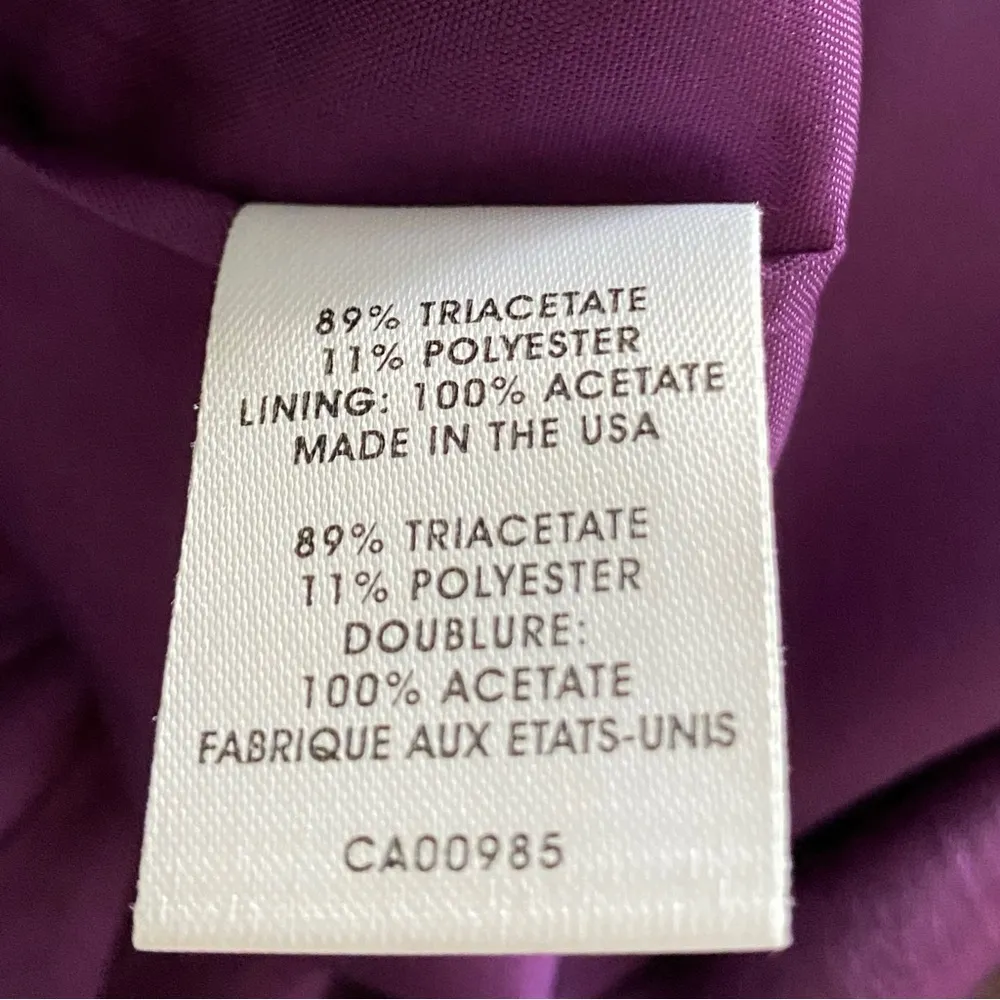 89% TRIACETATE
11% POLYESTER
LINING: 100% ACETATE
MADE IN THE USA
89% TRIACETATE
11% POLYESTER
DOUBLURE:
100% ACETATE
FABRIQUE AUX ETATS-UNIS
CA00985